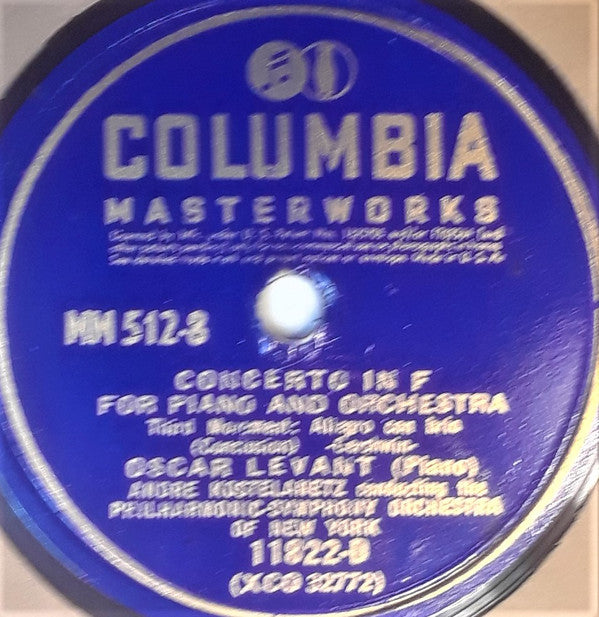 COLUMBIA
MASTERWORKS
MM 512-8
CONCERTO IN F
FOR PIANO AND ORCHESTRA
Third Movement: Allegro con brio
(Conclusion) -Gershwin-
OSCAR LEVANT (Piano)
ANDRE KOSTELANETZ conducting the
PHILHARMONIC-SYMPHONY ORCHESTRA
OF NEW YORK
11822-D
(XCO 32772)